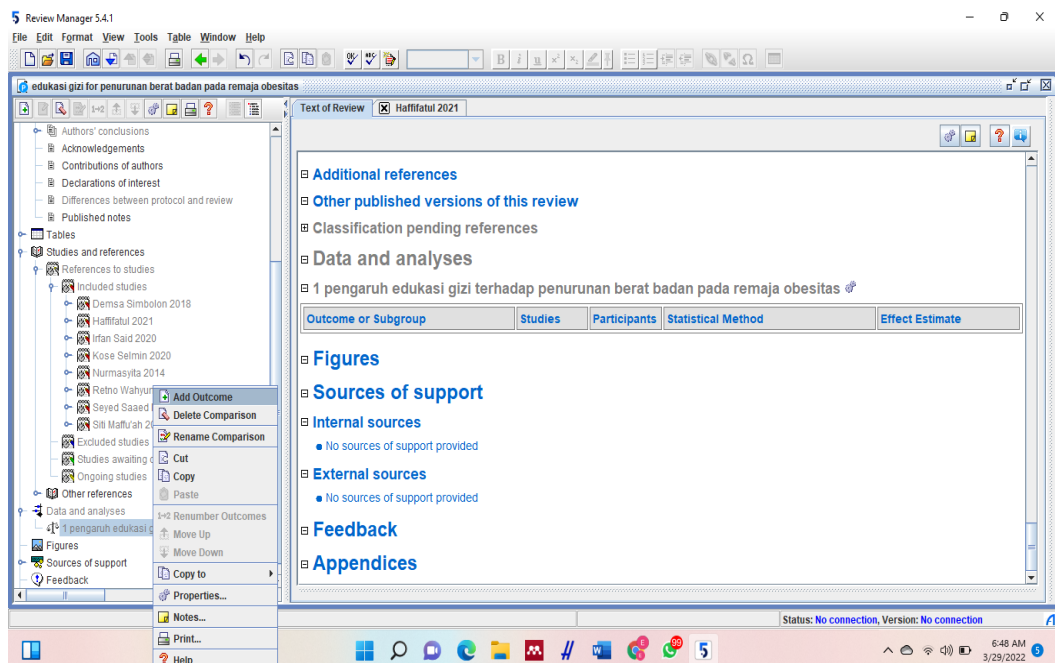 Review Manager 5.4.1
File Edit Format View Tools Table Window Help
edukasi gizi for penurunan berat badan pada remaja obesitas
Authors' conclusions
Acknowledgements
Contributions of authors
Declarations of interest
Differences between protocol and review
Published notes
Tables
Studies and references
References to studies
Included studies
Demsa Simbolon 2018
Haffifatul 2021
Irfan Said 2020
Kose Selmin 2020
Nurmasyita 2014
Retno Wahyu
Seyed Saaed
Siti Maffu'ah 20
Excluded studies
Studies awaiting
Ongoing studies
Other references
Data and analyses
1 pengaruh edukasi g
Figures
Sources of support
Feedback
Add Outcome
Delete Comparison
Rename Comparison
Cut
Copy
Paste
Renumber Outcomes
Move Up
Move Down
Copy to
Properties...
Notes...
Print...
Help
Text of Review Haffifatul 2021
Additional references
Other published versions of this review
Classification pending references
Data and analyses
1 pengaruh edukasi gizi terhadap penurunan berat badan pada remaja obesitas
Outcome or Subgroup Studies Participants Statistical Method Effect Estimate
Figures
Sources of support
Internal sources
No sources of support provided
External sources
No sources of support provided
Feedback
Appendices
Status: No connection, Version: No connection
6:48 AM
3/29/2022